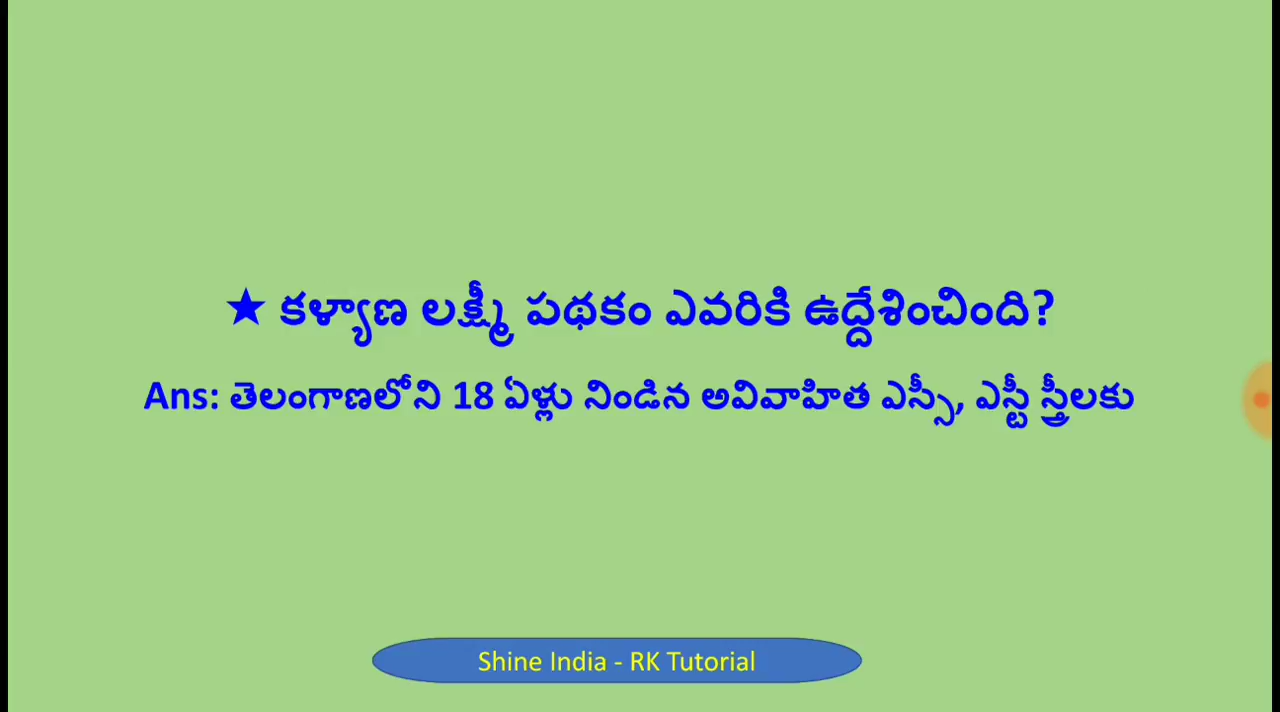 ★ కళ్యాణ లక్ష్మీ పథకం ఎవరికి ఉద్దేశించింది?
Ans: తెలంగాణలోని 18 ఏళ్లు నిండిన అవివాహిత ఎస్సీ, ఎస్టీ స్త్రీలకు
Shine India - RK Tutorial